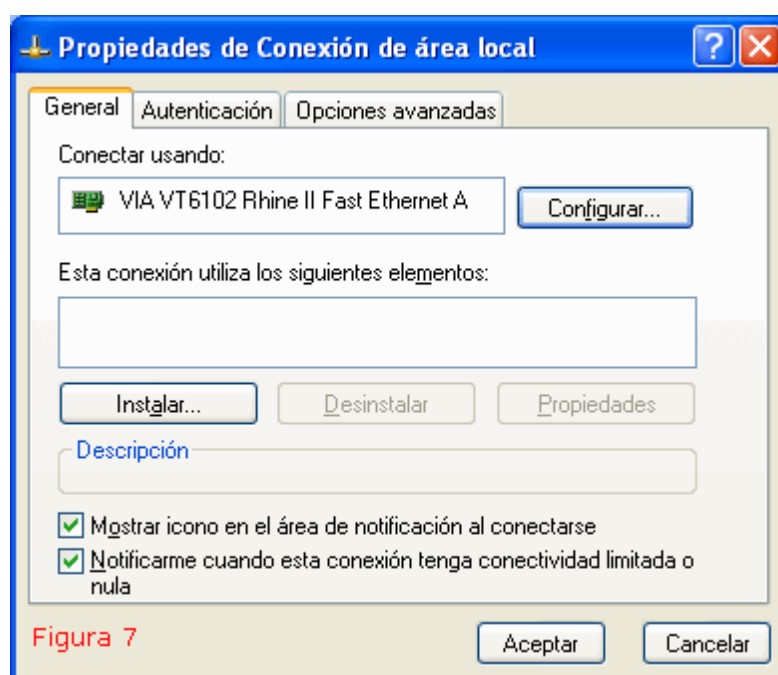 Propiedades de Conexión de área local
General Autenticación Opciones avanzadas
Conectar usando:
VIA VT6102 Rhine II Fast Ethernet A
Configurar...
Esta conexión utiliza los siguientes elementos:
Instalar... Desinstalar Propiedades
Descripción
Mostrar icono en el área de notificación al conectarse
Notificarme cuando esta conexión tenga conectividad limitada o
nula
Figura 7
Aceptar Cancelar